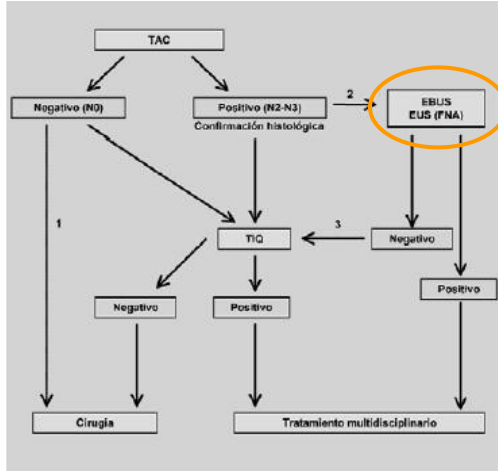 TAC
Negativo (N0)
Positivo (N2-N3)
2
EBUS
EUS (FNA)
Confirmación histológica
1
TIQ
3
Negativo
Negativo
Positivo
Positivo
Cirugia
Tratamiento multidisciplinario